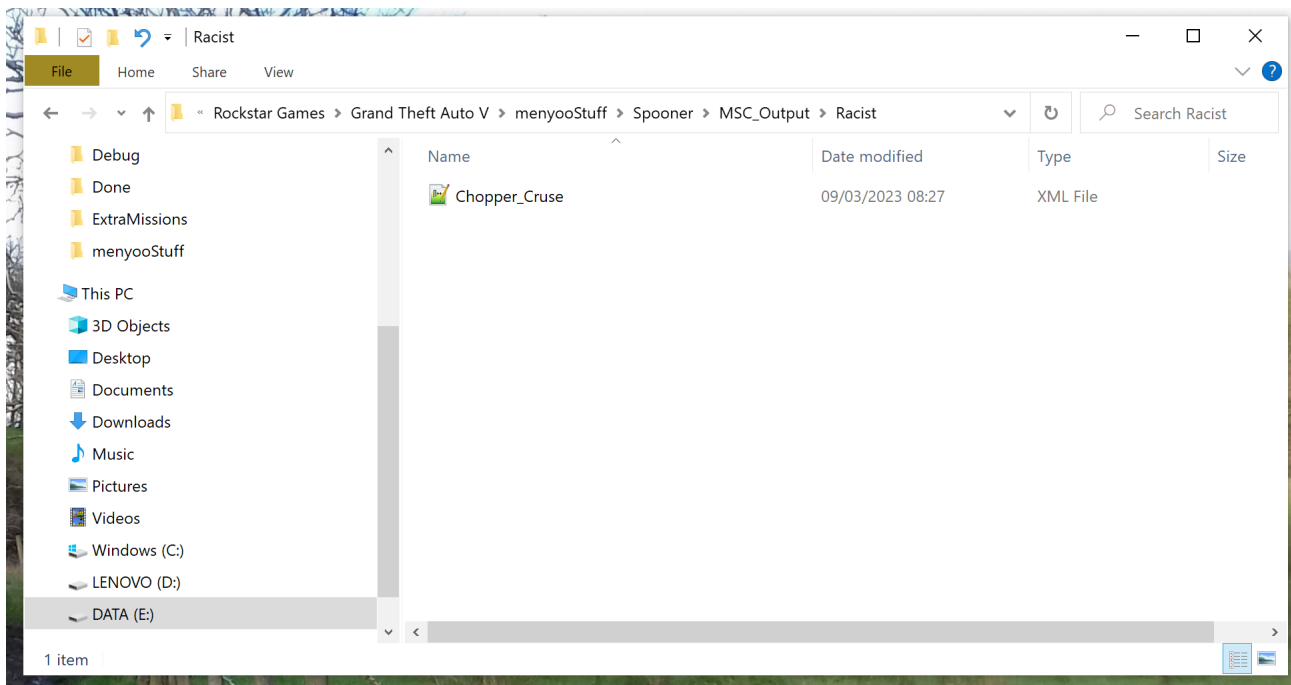 Racist
File Home Share View
?
« Rockstar Games > Grand Theft Auto V > menyooStuff > Spooner > MSC_Output > Racist
Search Racist
Debug
Done
ExtraMissions
menyooStuff
This PC
3D Objects
Desktop
Documents
Downloads
Music
Pictures
Videos
Windows (C:)
LENOVO (D:)
DATA (E:)
Name Date modified Type Size
Chopper_Cruse 09/03/2023 08:27 XML File
1 item